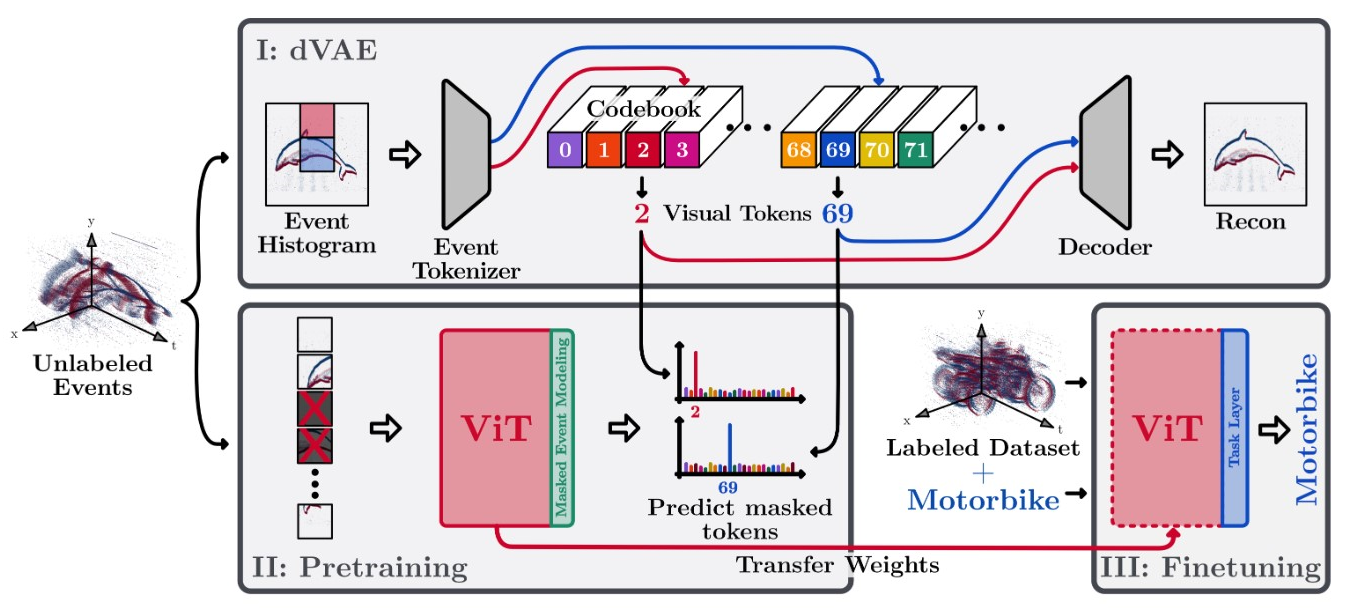 I: dVAE
Event
Histogram
Event
Tokenizer
Codebook
0 1 2 3
68 69 70 71
2 Visual Tokens 69
Decoder
Recon
y
x
t
Unlabeled
Events
ViT
Masked Event Modeling
2
69
Predict masked
tokens
II: Pretraining
Transfer Weights
y
x
t
Labeled Dataset
+
Motorbike
ViT
Task Layer
Motorbike
III: Finetuning